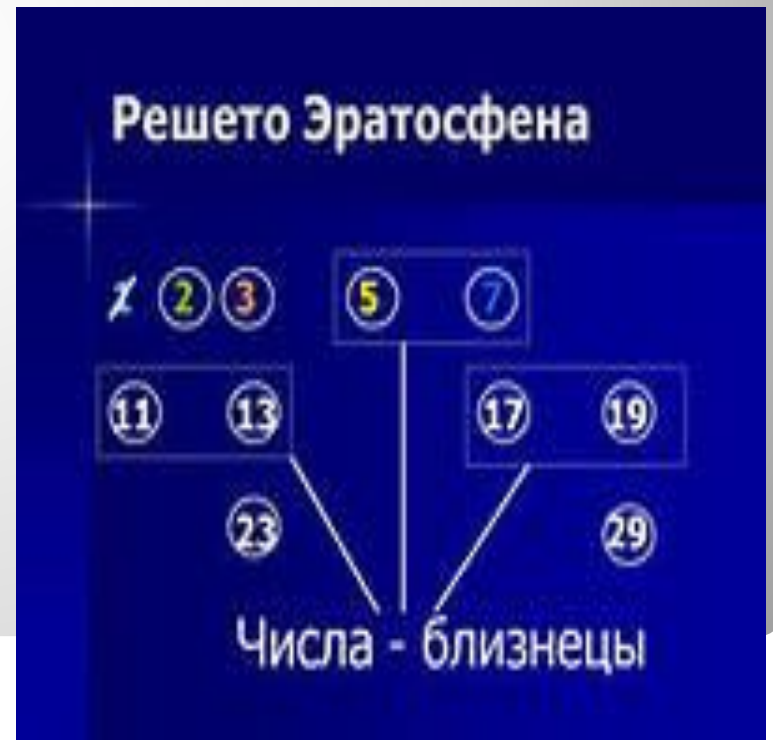 Решето Эратосфена
1 2 3 5 7
11 13 17 19
23 29
Числа - близнецы